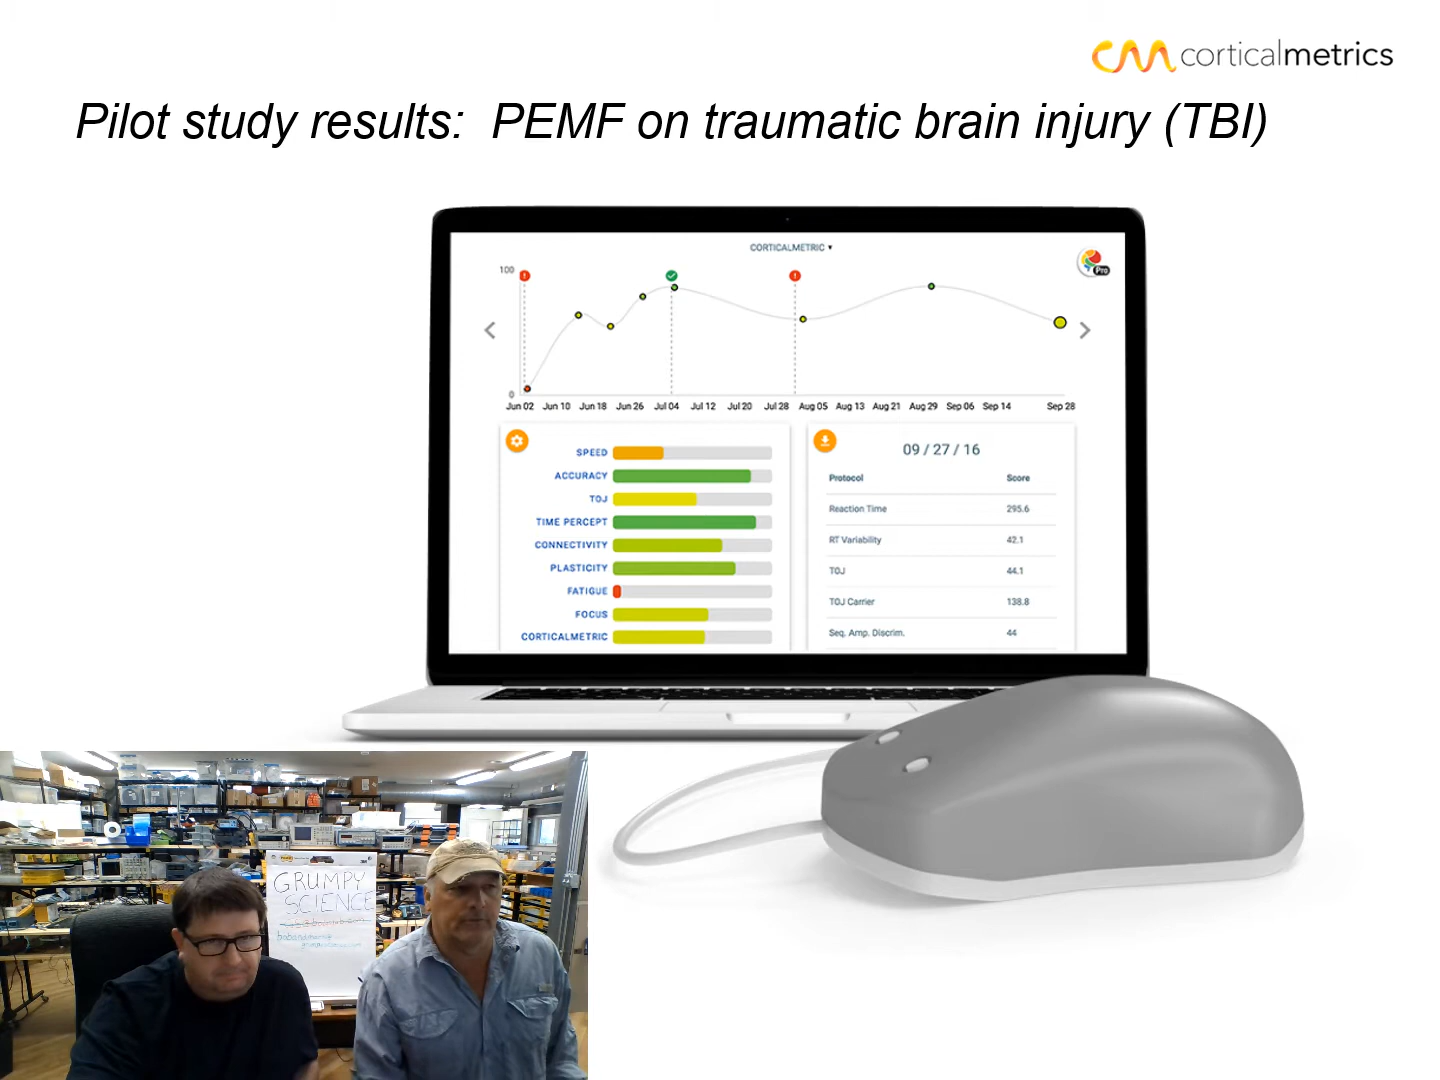 corticalmetrics
Pilot study results: PEMF on traumatic brain injury (TBI)
CORTICALMETRIC
Pro
100
0
Jun 02 Jun 10 Jun 18 Jun 26 Jul 04 Jul 12 Jul 20 Jul 28 Aug 05 Aug 13 Aug 21 Aug 29 Sep 06 Sep 14 Sep 28
SPEED
ACCURACY
TOJ
TIME PERCEPT
CONNECTIVITY
PLASTICITY
FATIGUE
FOCUS
CORTICALMETRIC
09 / 27 / 16
Protocol Score
Reaction Time 295.6
RT Variability 42.1
TOJ 44.1
TOJ Carrier 138.8
Seq. Amp. Discrim. 44
GRUMPY
SCIENCE